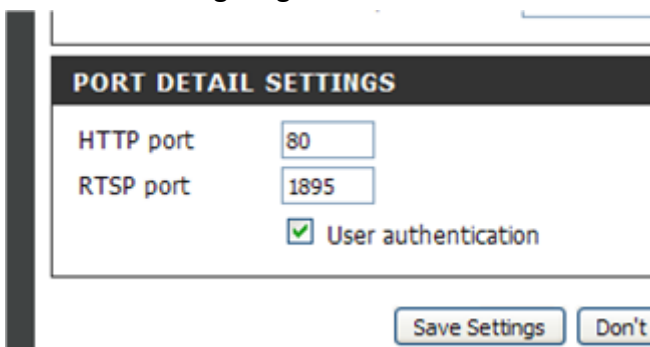 PORT DETAIL SETTINGS
HTTP port 80
RTSP port 1895
User authentication
Save Settings Don't